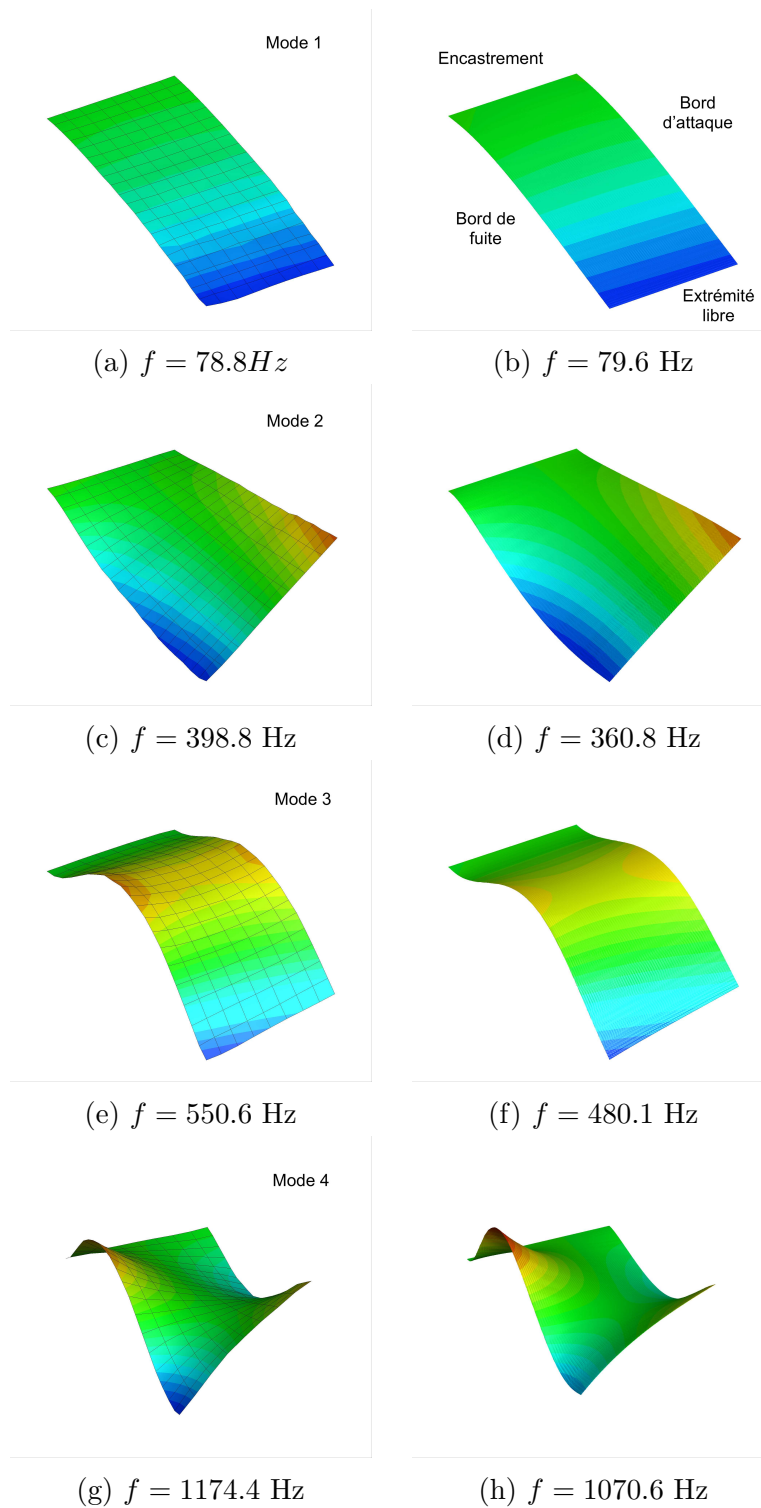 Mode 1
Encastrement
Bord
d'attaque
Bord de
fuite
Extrémité
libre
(a) f = 78.8Hz
(b) f = 79.6 Hz
Mode 2
(c) f = 398.8 Hz
(d) f = 360.8 Hz
Mode 3
(e) f = 550.6 Hz
(f) f = 480.1 Hz
Mode 4
(g) f = 1174.4 Hz
(h) f = 1070.6 Hz